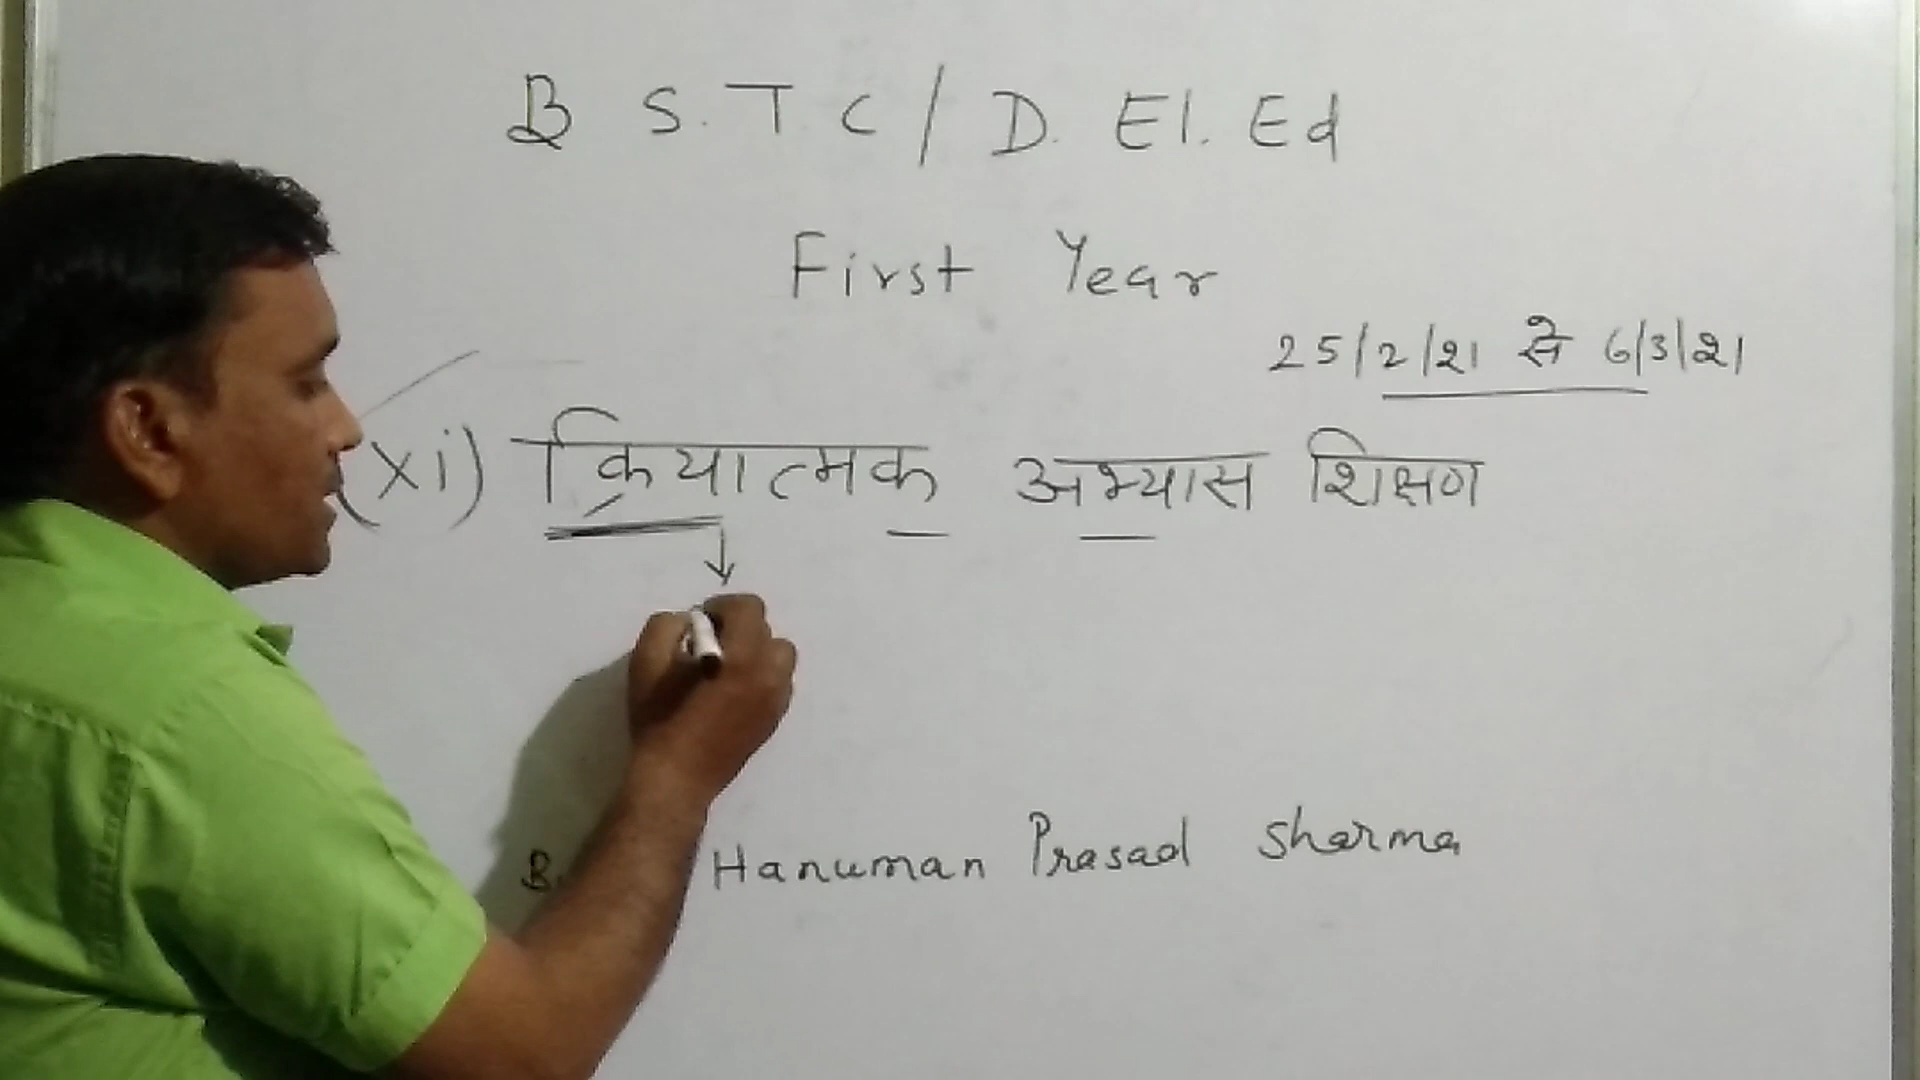 B S. T. C / D. El. Ed
First Year
25/2/21 से 6/3/21
(xi) क्रियात्मक अभ्यास शिक्षण
Hanuman Prasad Sharma